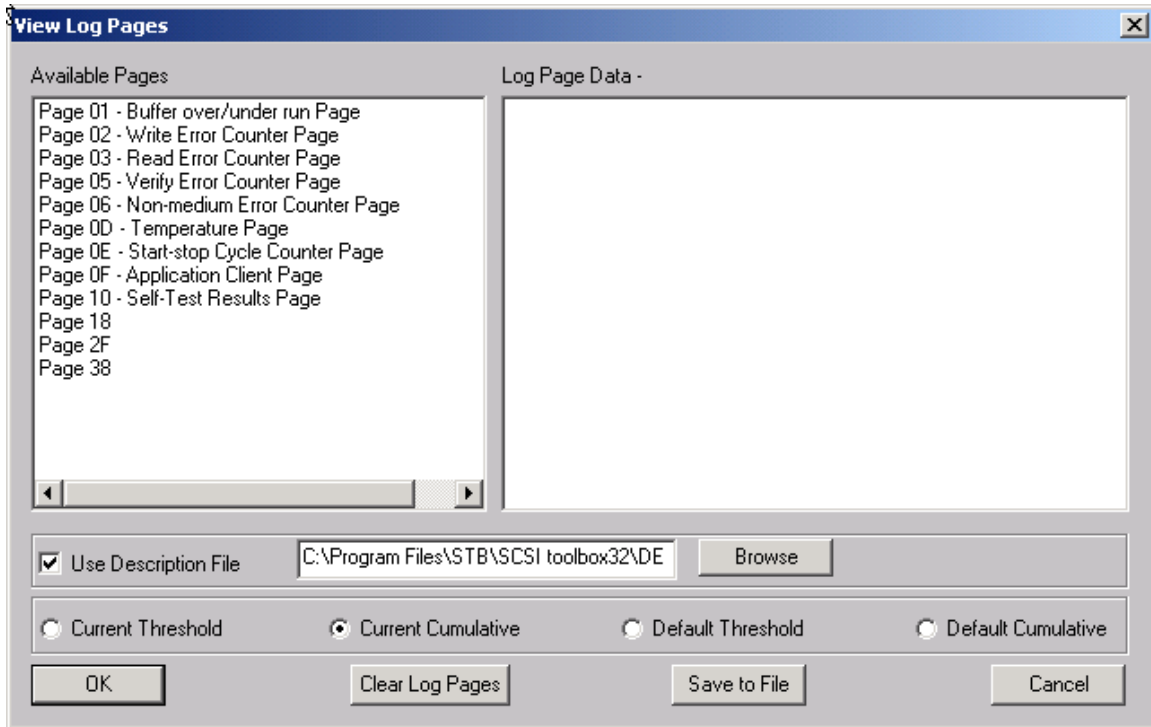 View Log Pages
Available Pages
Log Page Data -
Page 01 - Buffer over/under run Page
Page 02 - Write Error Counter Page
Page 03 - Read Error Counter Page
Page 05 - Verify Error Counter Page
Page 06 - Non-medium Error Counter Page
Page 0D - Temperature Page
Page 0E - Start-stop Cycle Counter Page
Page 0F - Application Client Page
Page 10 - Self-Test Results Page
Page 18
Page 2F
Page 38
Use Description File
C:\Program Files\STB\SCSI toolbox32\DE
Browse
Current Threshold
Current Cumulative
Default Threshold
Default Cumulative
OK
Clear Log Pages
Save to File
Cancel